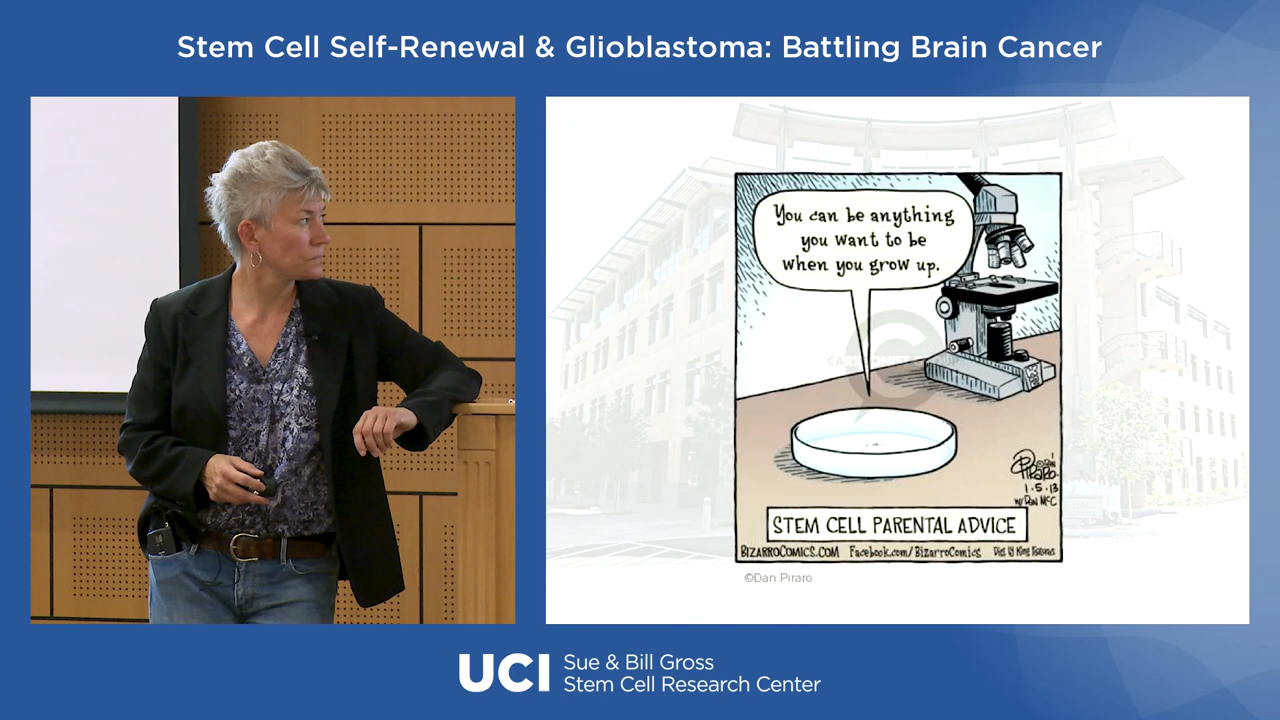 Stem Cell Self-Renewal & Glioblastoma: Battling Brain Cancer
You can be anything
you want to be
when you grow up.
PIRARO
1.5.13
STEM CELL PARENTAL ADVICE
BIZARROCOMICS.COM Facebook.com/BizarroComics Dist. by King Features
©Dan Piraro
UCI
Sue & Bill Gross
Stem Cell Research Center